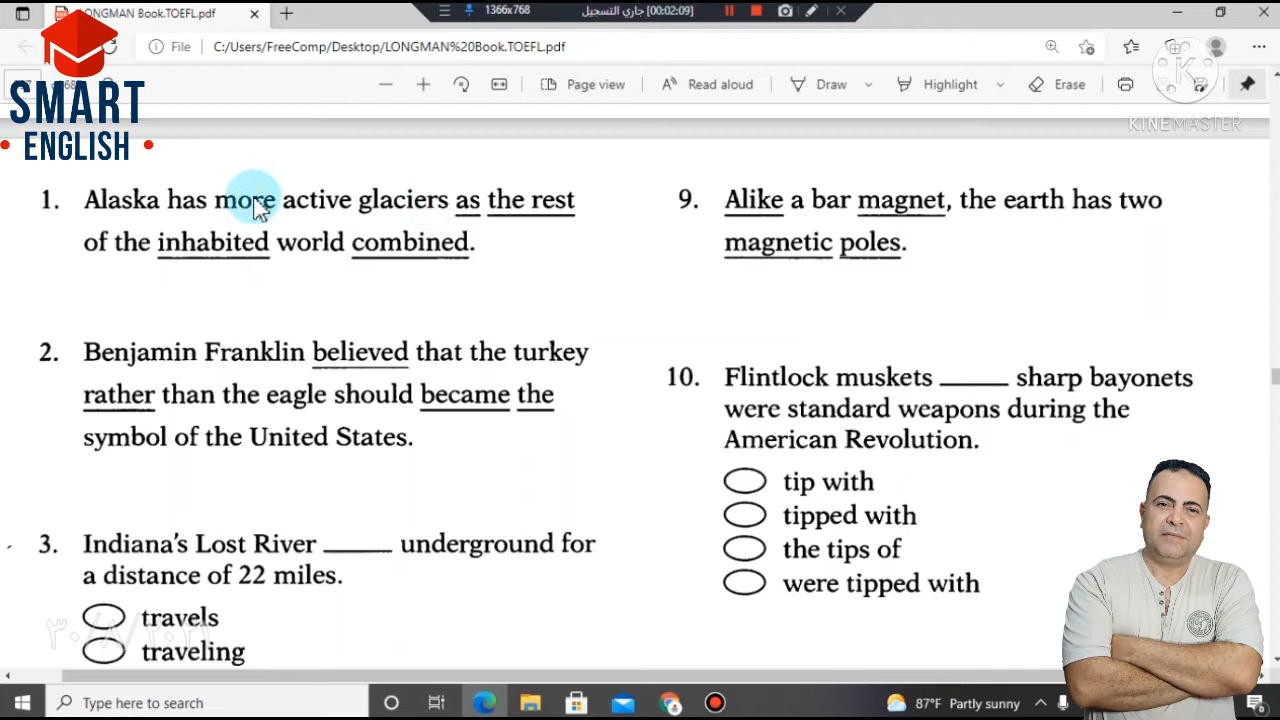 LONGMAN Book.TOEFL.pdf
1366x768
جاري التسجيل [00:02:09]
File
C:/Users/FreeComp/Desktop/LONGMAN%20Book.TOEFL.pdf
Page view
Read aloud
Draw
Highlight
Erase
SMART
• ENGLISH •
K
KINEMASTER
1. Alaska has more active glaciers as the rest
of the inhabited world combined.
2. Benjamin Franklin believed that the turkey
rather than the eagle should became the
symbol of the United States.
3. Indiana's Lost River ____ underground for
a distance of 22 miles.
travels
traveling
9. Alike a bar magnet, the earth has two
magnetic poles.
10. Flintlock muskets ____ sharp bayonets
were standard weapons during the
American Revolution.
tip with
tipped with
the tips of
were tipped with
Type here to search
87°F Partly sunny